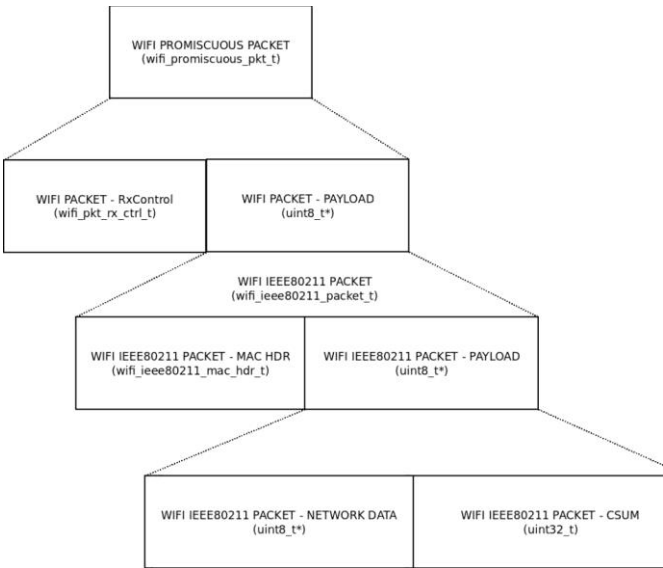 WIFI PROMISCUOUS PACKET
(wifi_promiscuous_pkt_t)
WIFI PACKET - RxControl
(wifi_pkt_rx_ctrl_t)
WIFI PACKET - PAYLOAD
(uint8_t*)
WIFI IEEE80211 PACKET
(wifi_ieee80211_packet_t)
WIFI IEEE80211 PACKET - MAC HDR
(wifi_ieee80211_mac_hdr_t)
WIFI IEEE80211 PACKET - PAYLOAD
(uint8_t*)
WIFI IEEE80211 PACKET - NETWORK DATA
(uint8_t*)
WIFI IEEE80211 PACKET - CSUM
(uint32_t)